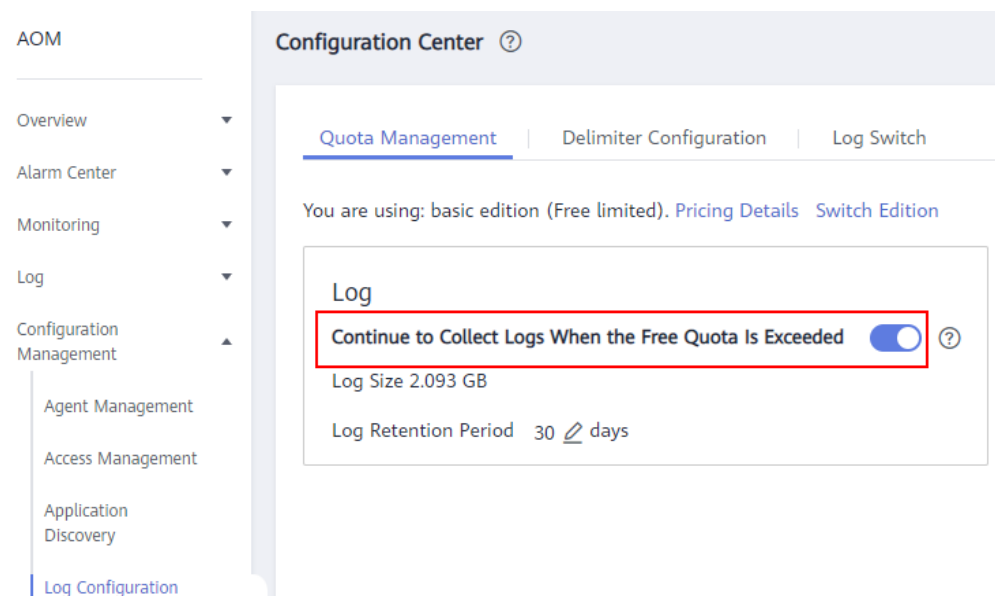 AOM
Overview
Alarm Center
Monitoring
Log
Configuration
Management
Agent Management
Access Management
Application
Discovery
Log Configuration
Configuration Center ?
Quota Management
Delimiter Configuration
Log Switch
You are using: basic edition (Free limited). Pricing Details Switch Edition
Log
Continue to Collect Logs When the Free Quota Is Exceeded ?
Log Size 2.093 GB
Log Retention Period 30 days